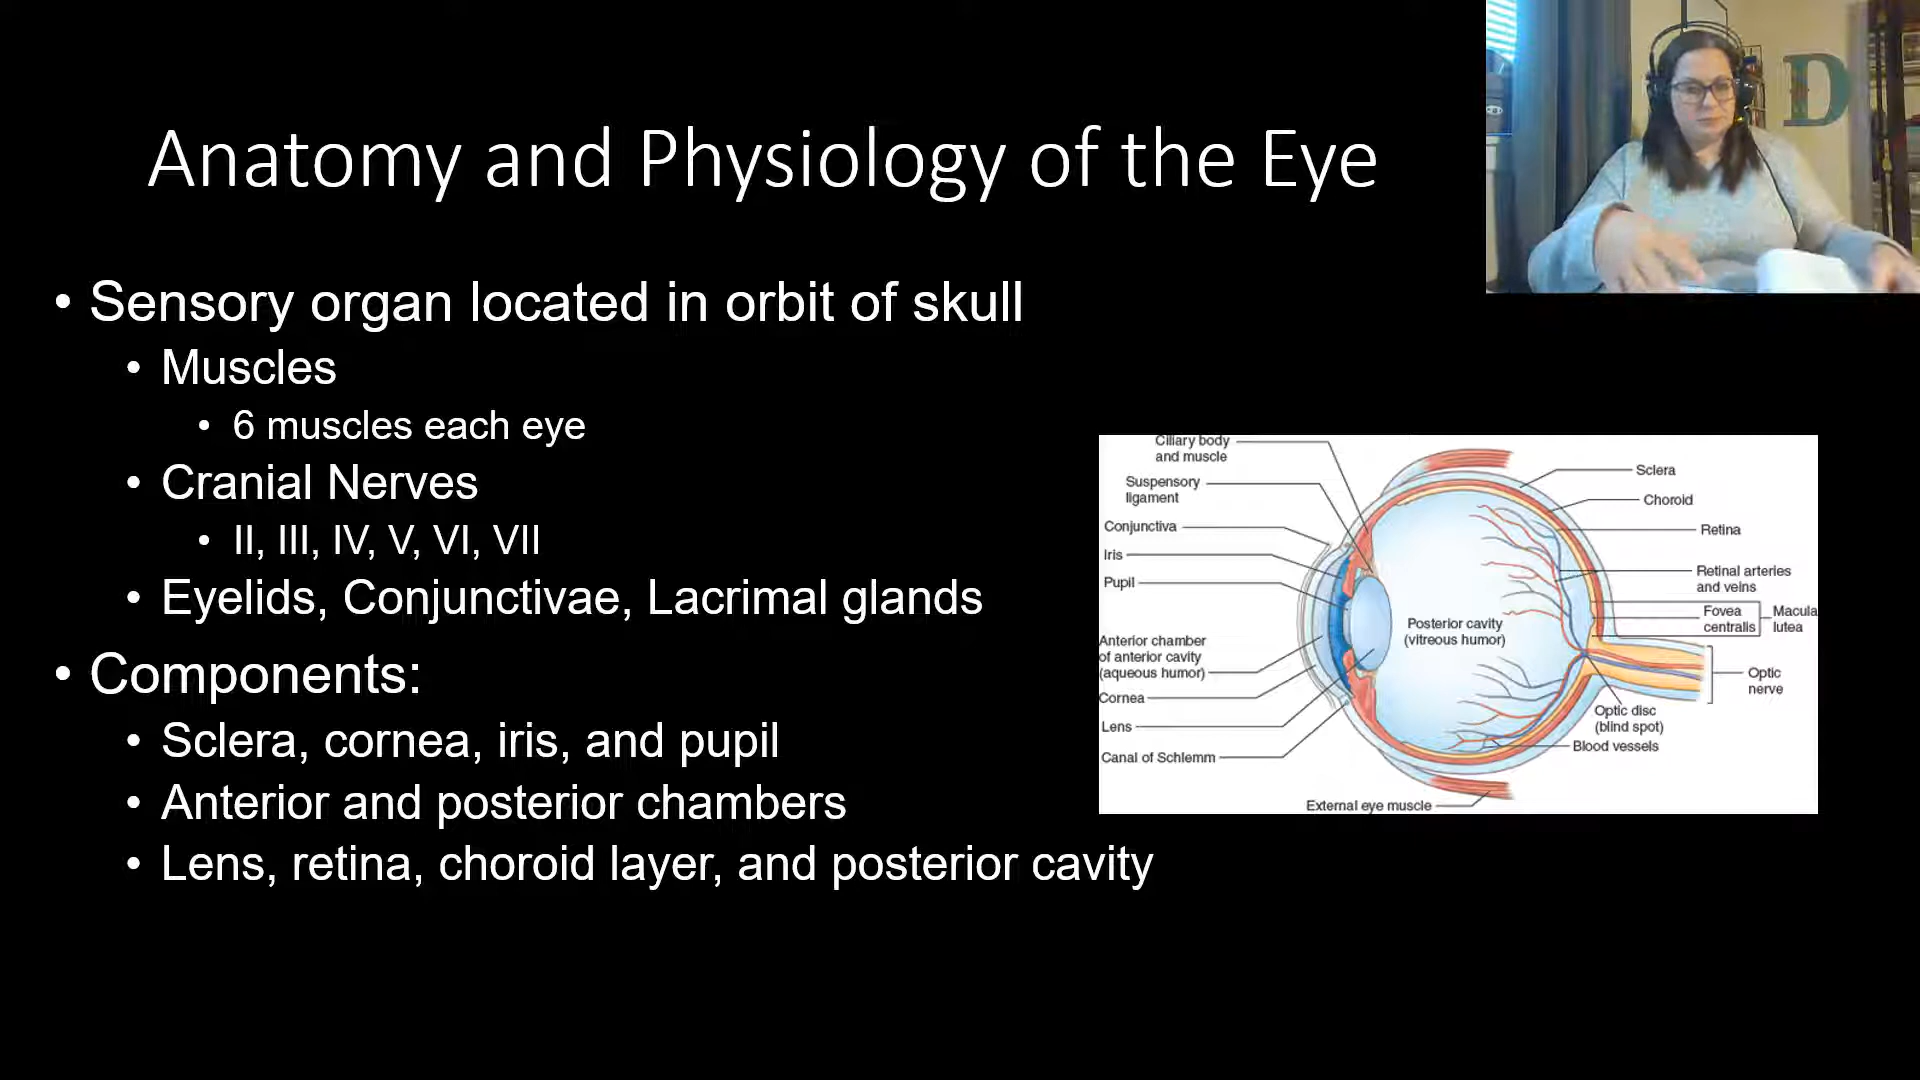 Anatomy and Physiology of the Eye
D
• Sensory organ located in orbit of skull
• Muscles
• 6 muscles each eye
• Cranial Nerves
• II, III, IV, V, VI, VII
• Eyelids, Conjunctivae, Lacrimal glands
• Components:
• Sclera, cornea, iris, and pupil
• Anterior and posterior chambers
• Lens, retina, choroid layer, and posterior cavity
Ciliary body
and muscle
Suspensory
ligament
Conjunctiva
Iris
Pupil
Anterior chamber
of anterior cavity
(aqueous humor)
Cornea
Lens
Canal of Schlemm
External eye muscle
Posterior cavity
(vitreous humor)
Sclera
Choroid
Retina
Retinal arteries
and veins
Fovea
centralis
Macula
lutea
Optic
nerve
Optic disc
(blind spot)
Blood vessels